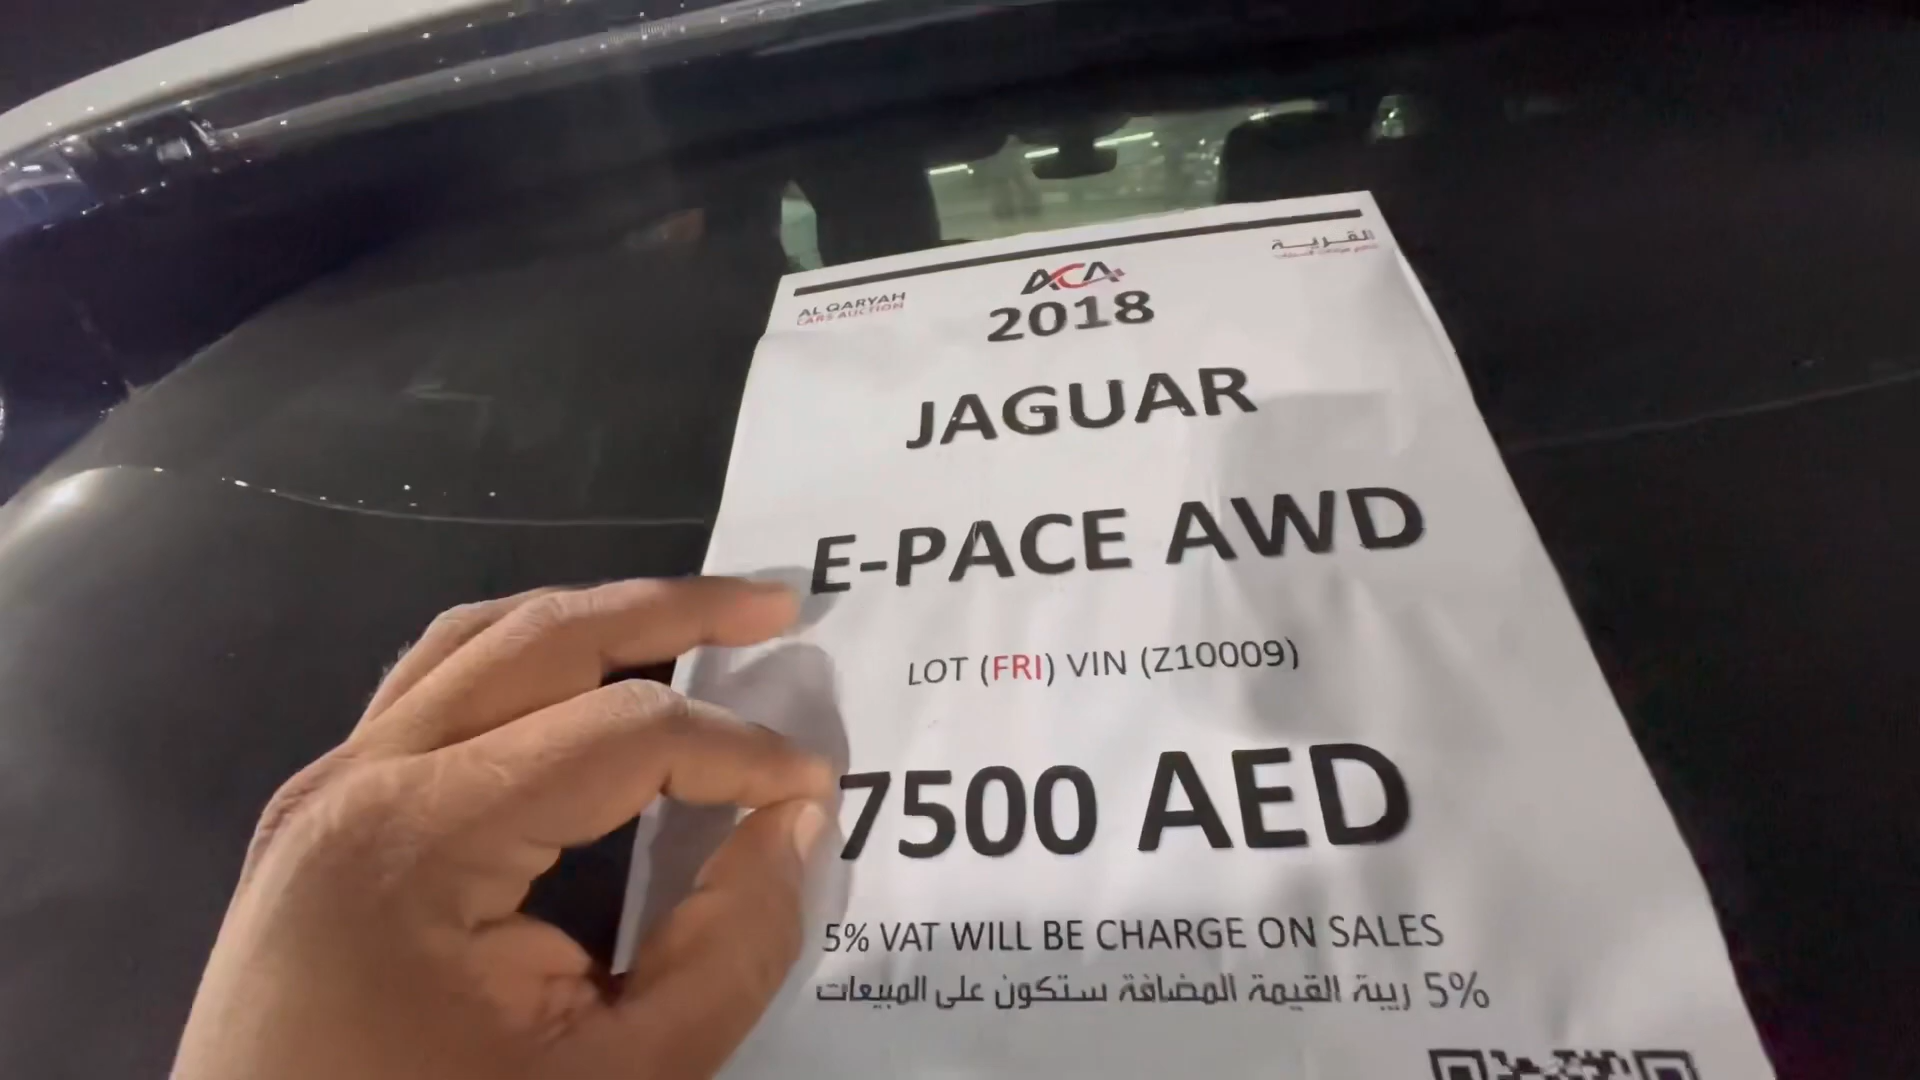 ACA
القرية
AL QARYAH
CARS AUCTION
2018
JAGUAR
E-PACE AWD
LOT (FRI) VIN (Z10009)
7500 AED
5% VAT WILL BE CHARGE ON SALES
5% ريبة القيمة المضافة ستكون على المبيعات